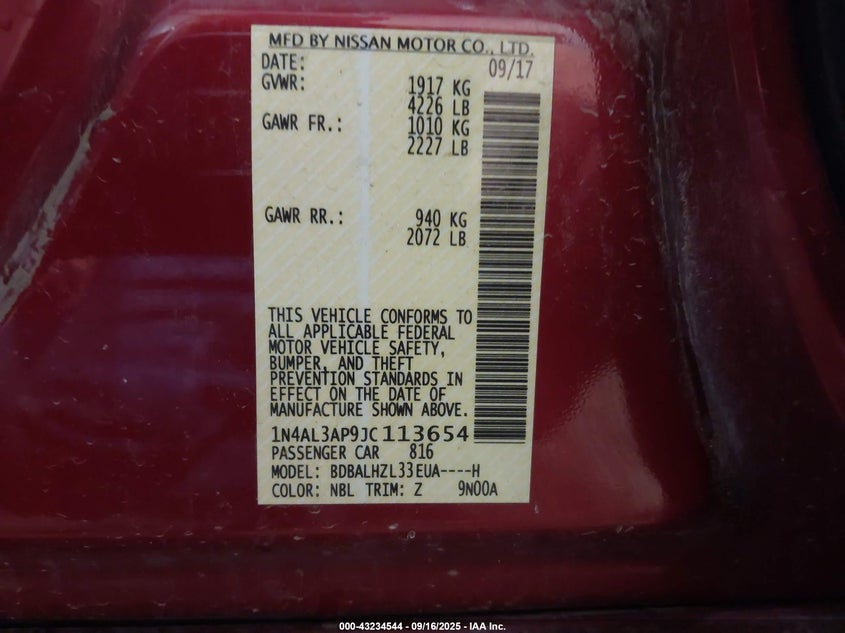 MFD BY NISSAN MOTOR CO., LTD.
DATE: 09/17
GVWR: 1917 KG
4226 LB
GAWR FR.: 1010 KG
2227 LB
GAWR RR.: 940 KG
2072 LB
THIS VEHICLE CONFORMS TO
ALL APPLICABLE FEDERAL
MOTOR VEHICLE SAFETY,
BUMPER, AND THEFT
PREVENTION STANDARDS IN
EFFECT ON THE DATE OF
MANUFACTURE SHOWN ABOVE.
1N4AL3AP9JC113654
PASSENGER CAR 816
MODEL: BDBALHZL33EUA----H
COLOR: NBL TRIM: Z 9N00A
000-43234544 - 09/16/2025 - IAA Inc.